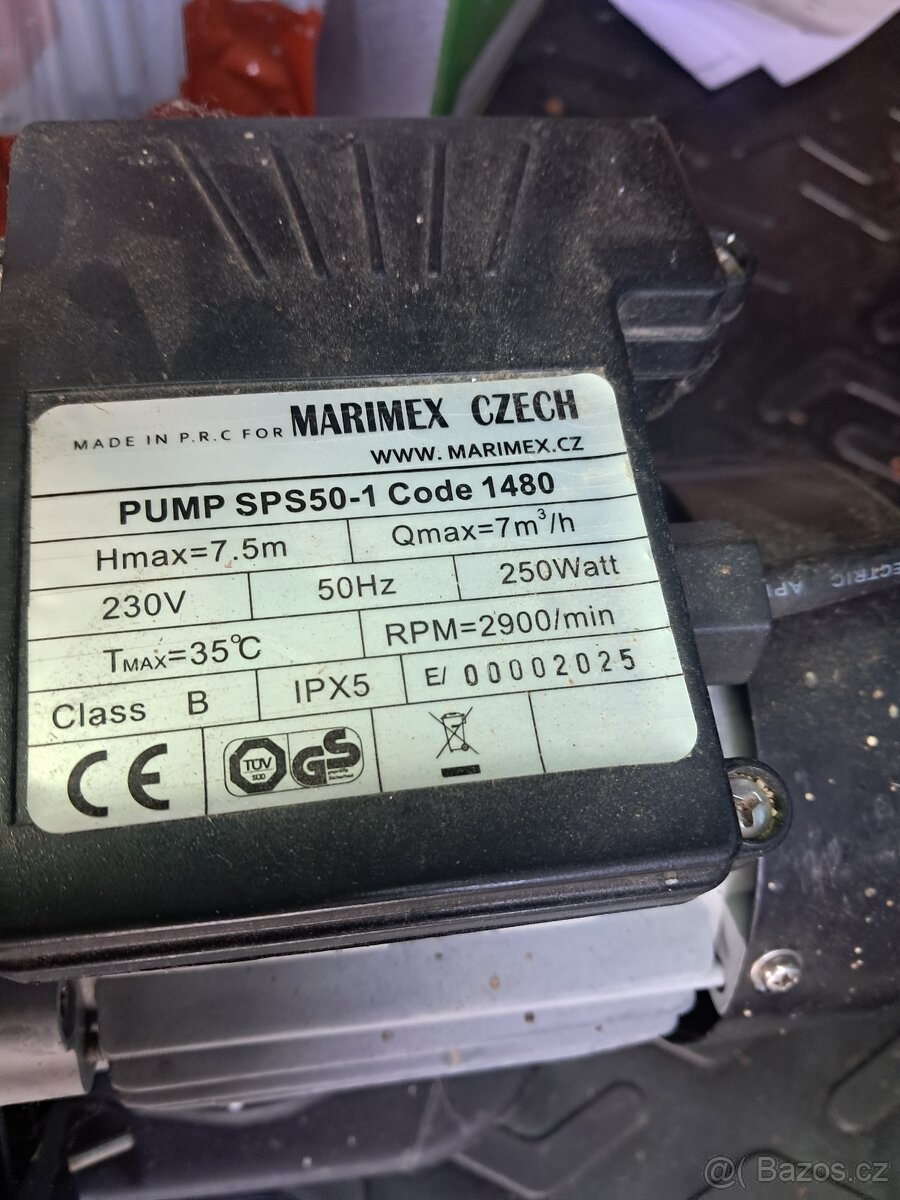 MADE IN P.R.C FOR MARIMEX CZECH
WWW. MARIMEX.CZ
PUMP SPS50-1 Code 1480
Hmax=7.5m Qmax=7m³/h
230V 50Hz 250Watt
TMAX=35℃ RPM=2900/min
Class B IPX5 E/ 00002025
CE TÜV GS
@( Bazos.cz